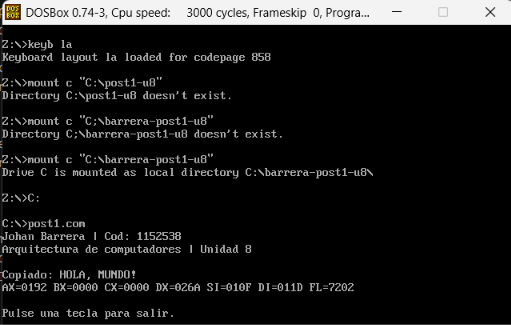 DOSBox 0.74-3, Cpu speed:    3000 cycles, Frameskip  0, Progra...
Z:\>keyb la
Keyboard layout la loaded for codepage 858
Z:\>mount c "C:\post1-u8"
Directory C:\post1-u8 doesn't exist.
Z:\>mount c "C;\barrera-post1-u8"
Directory C;\barrera-post1-u8 doesn't exist.
Z:\>mount c "C:\barrera-post1-u8"
Drive C is mounted as local directory C:\barrera-post1-u8\
Z:\>C:
C:\>post1.com
Johan Barrera | Cod: 1152538
Arquitectura de computadores | Unidad 8
Copiado: HOLA, MUNDO!
AX=0192 BX=0000 CX=0000 DX=026A SI=010F DI=011D FL=7202
Pulse una tecla para salir.